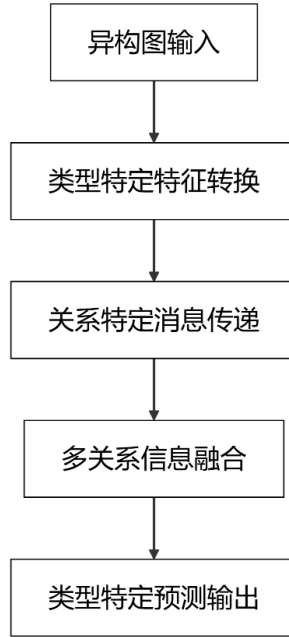 异构图输入
类型特定特征转换
关系特定消息传递
多关系信息融合
类型特定预测输出